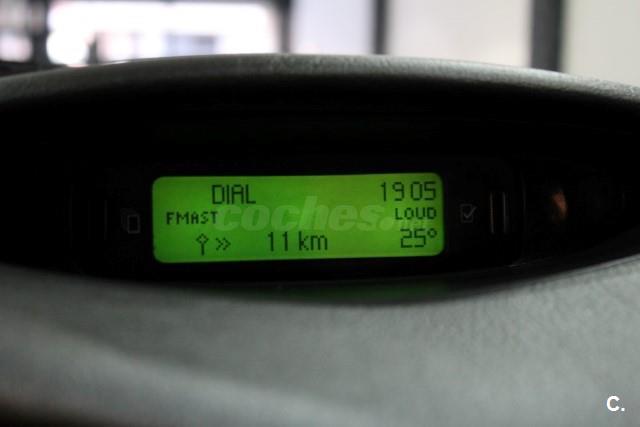 DIAL 19 05
FMAST LOUD
coches.net
>> 11 km 25°
C.